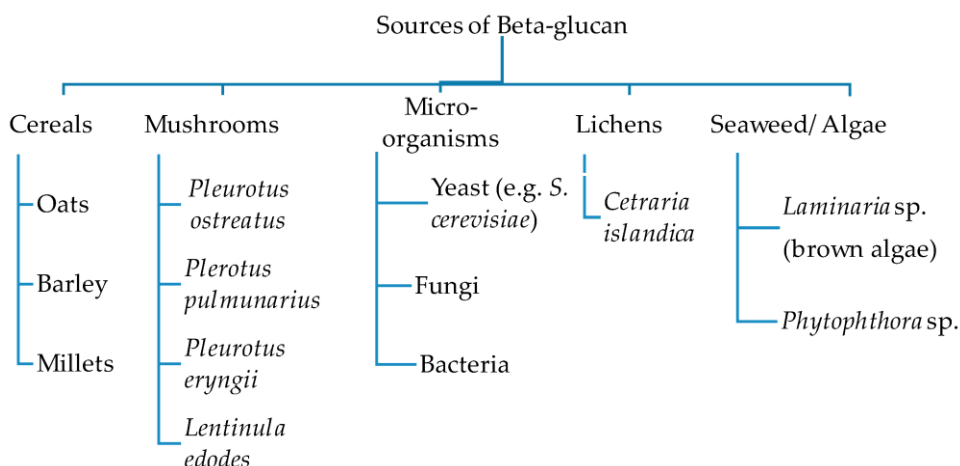 Sources of Beta-glucan
Cereals
Oats
Barley
Millets
Mushrooms
Pleurotus
ostreatus
Plerotus
pulmunarius
Pleurotus
eryngii
Lentinula
edodes
Micro-
organisms
Yeast (e.g. S.
cerevisiae)
Fungi
Bacteria
Lichens
Cetraria
islandica
Seaweed/ Algae
Laminaria sp.
(brown algae)
Phytophthora sp.